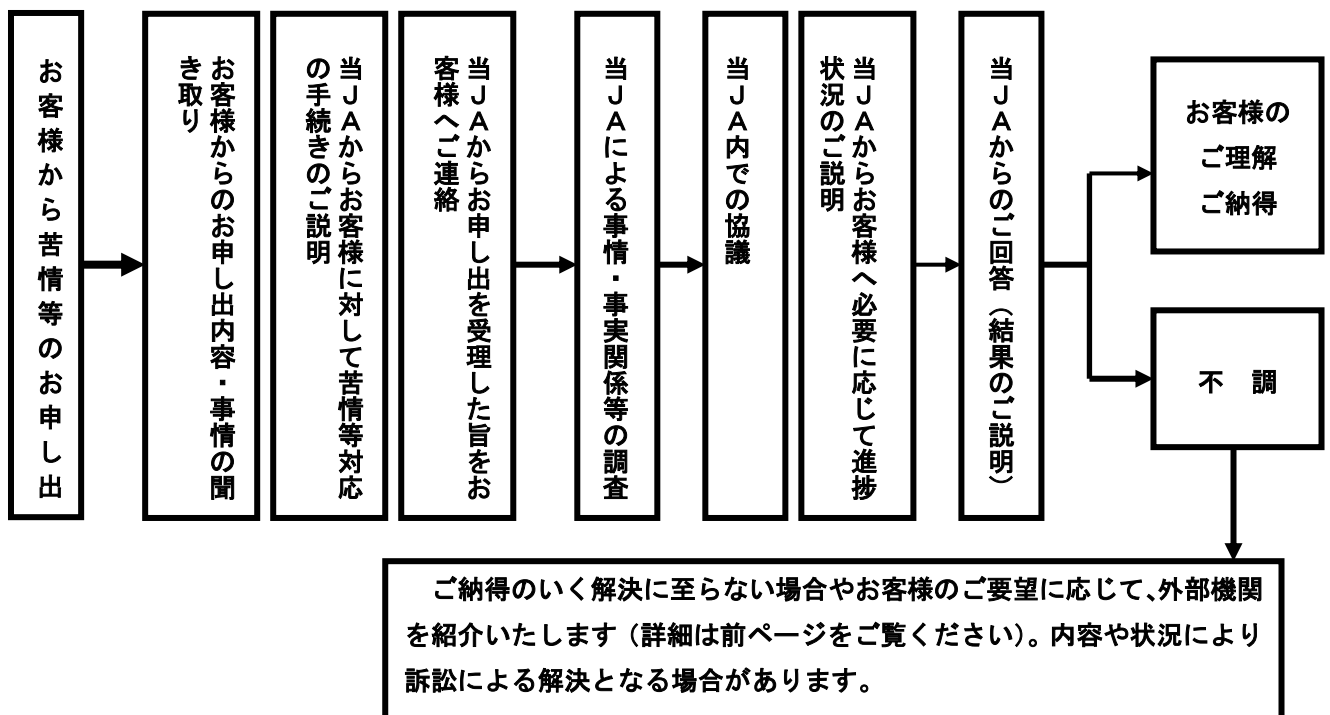 お客様から苦情等のお申し出
お客様からのお申し出内容・事情の聞
き取り
当ＪＡからお客様に対して苦情等対応
の手続きのご説明
当ＪＡからお申し出を受理した旨をお
客様へご連絡
当ＪＡによる事情・事実関係等の調査
当ＪＡ内での協議
当ＪＡからお客様へ必要に応じて進捗
状況のご説明
当ＪＡからのご回答（結果のご説明）
お客様の
ご理解
ご納得
不　調
ご納得のいく解決に至らない場合やお客様のご要望に応じて、外部機関
を紹介いたします（詳細は前ページをご覧ください）。内容や状況により
訴訟による解決となる場合があります。